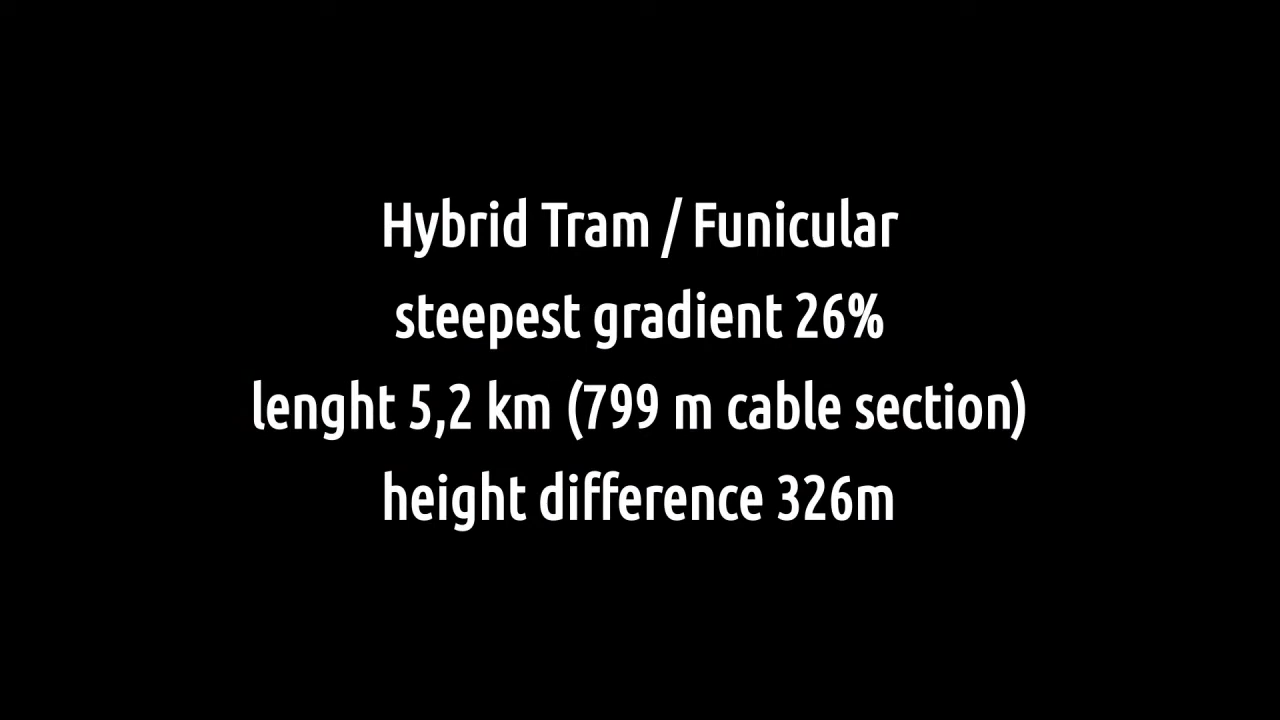 Hybrid Tram / Funicular
steepest gradient 26%
lenght 5,2 km (799 m cable section)
height difference 326m